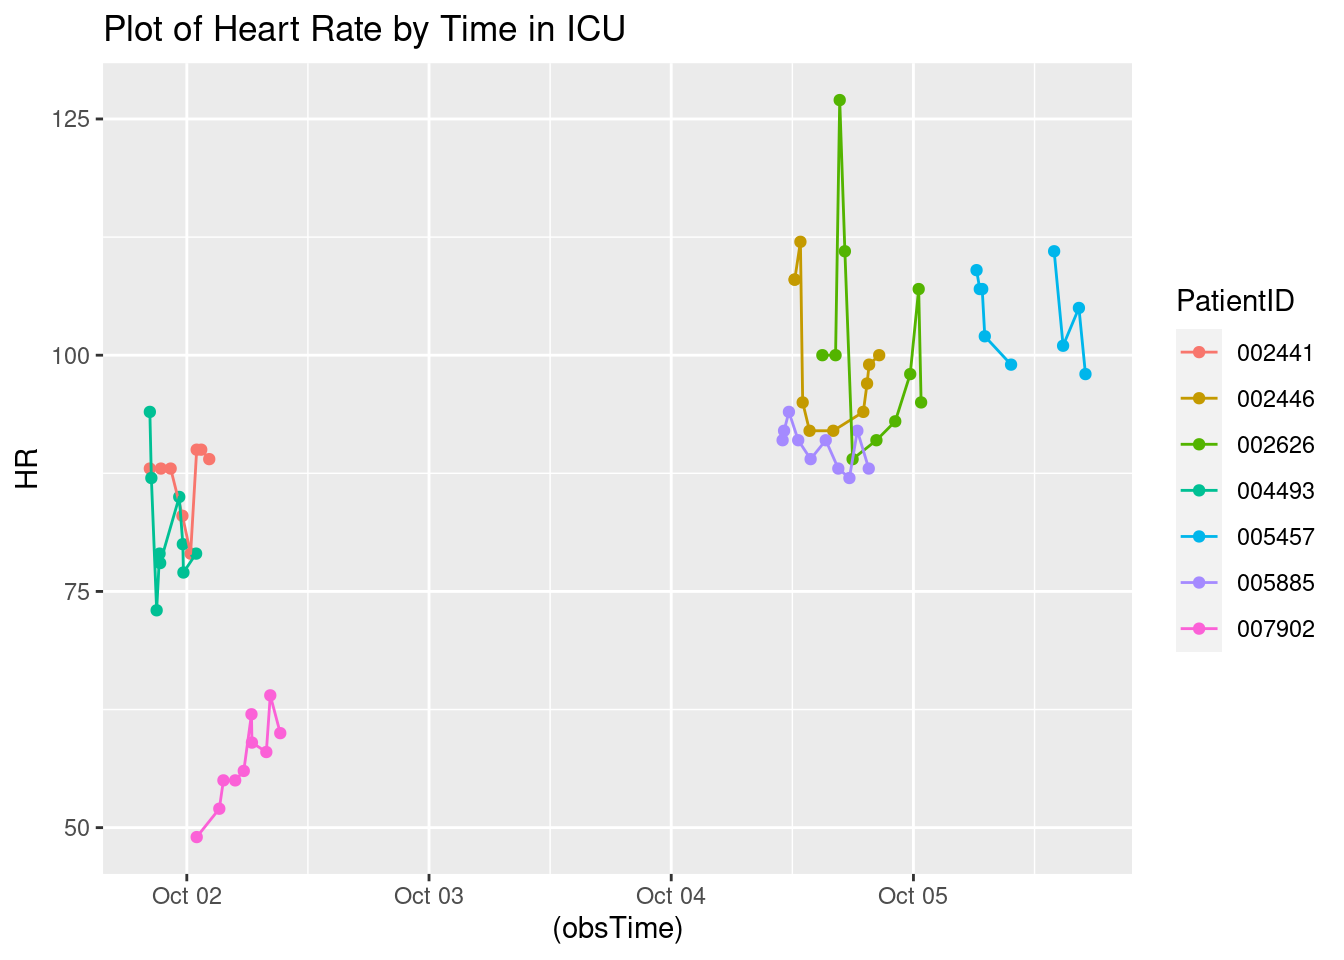 Plot of Heart Rate by Time in ICU
HR
125
100
75
50
Oct 02
Oct 03
Oct 04
Oct 05
(obsTime)
PatientID
002441
002446
002626
004493
005457
005885
007902